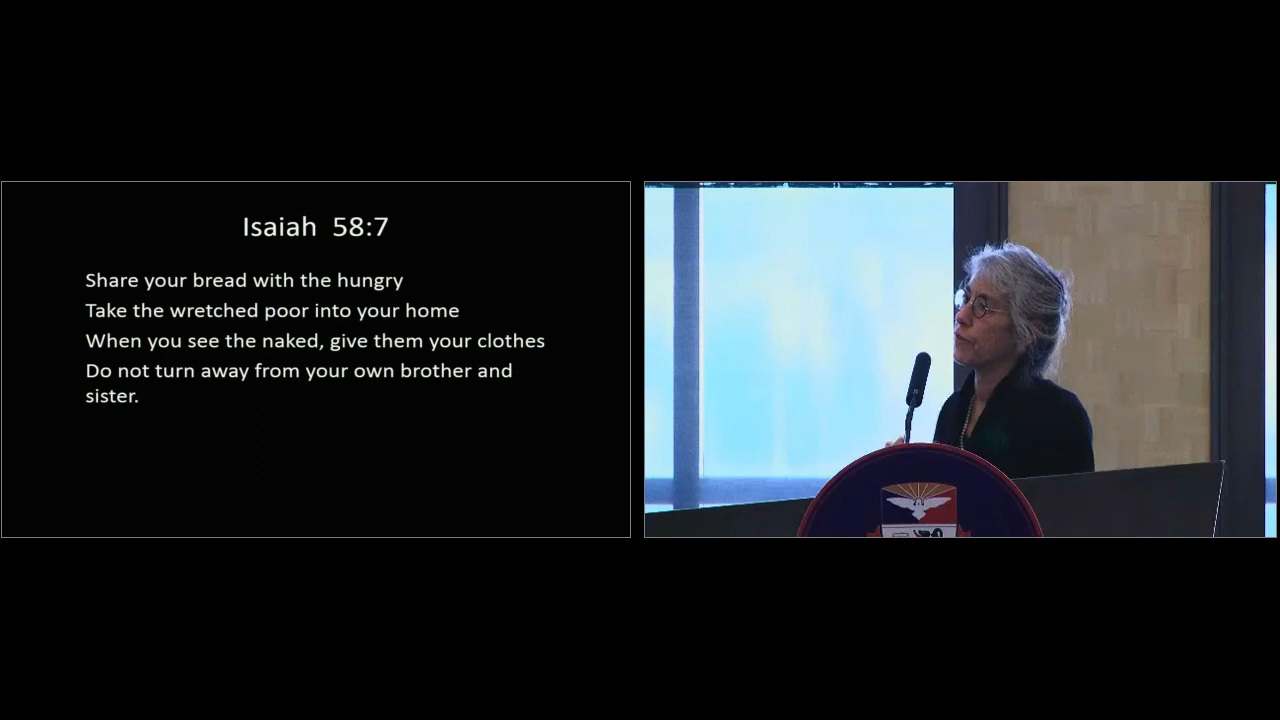 Isaiah 58:7
Share your bread with the hungry
Take the wretched poor into your home
When you see the naked, give them your clothes
Do not turn away from your own brother and
sister.